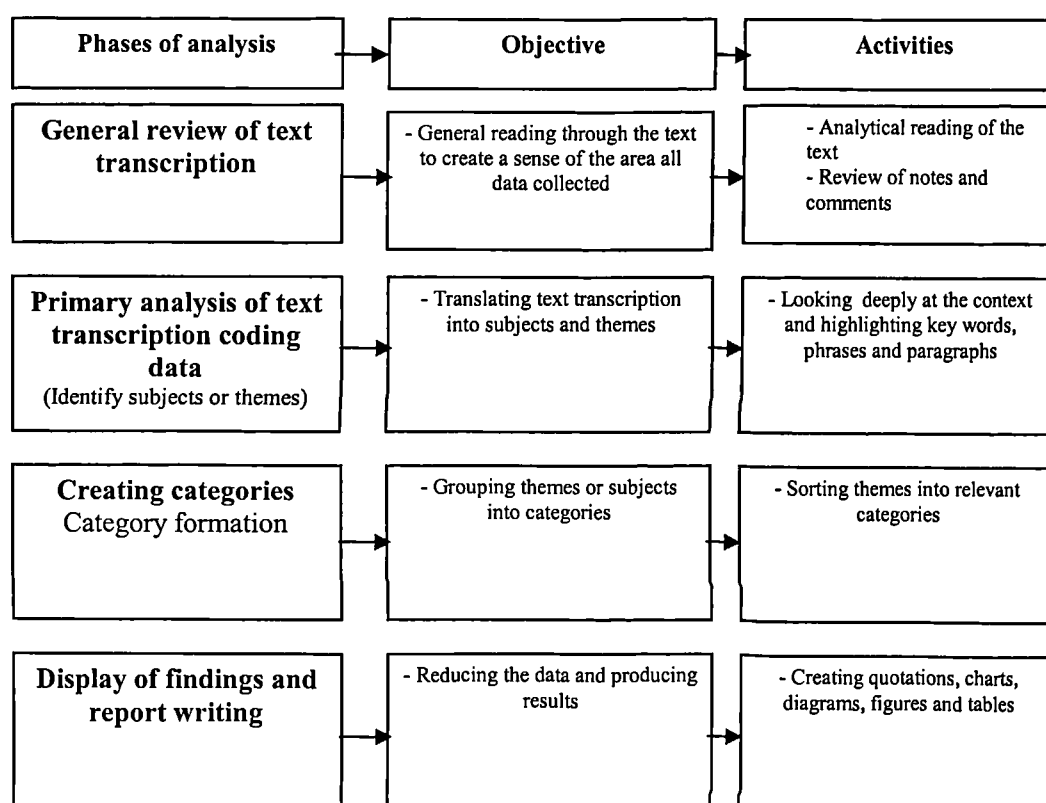 Phases of analysis
Objective
Activities
General review of text
transcription
- General reading through the text
to create a sense of the area all
data collected
- Analytical reading of the
text
- Review of notes and
comments
Primary analysis of text
transcription coding
data
(Identify subjects or themes)
- Translating text transcription
into subjects and themes
- Looking deeply at the context
and highlighting key words,
phrases and paragraphs
Creating categories
Category formation
- Grouping themes or subjects
into categories
- Sorting themes into relevant
categories
Display of findings and
report writing
- Reducing the data and producing
results
- Creating quotations, charts,
diagrams, figures and tables